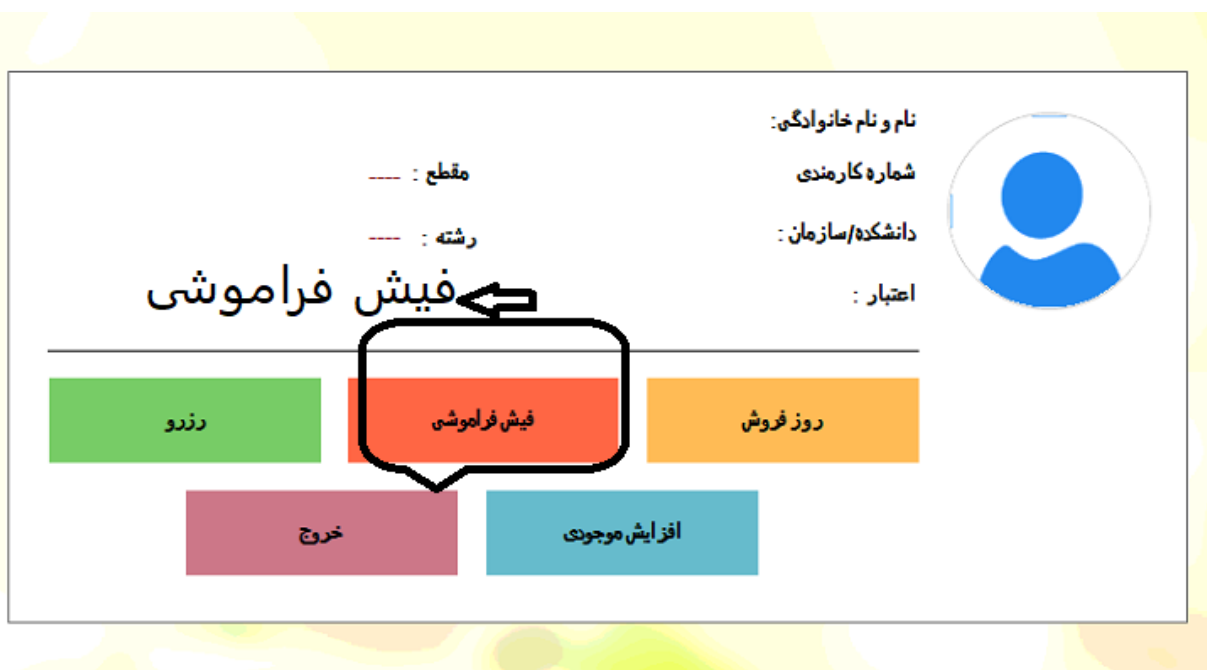 نام و نام خانوادگی:
شماره کارمندی
مقطع : ----
دانشکده/سازمان :
رشته : ----
اعتبار :
فیش فراموشی
روز فروش
فیش فراموشی
رزرو
افزایش موجودی
خروج